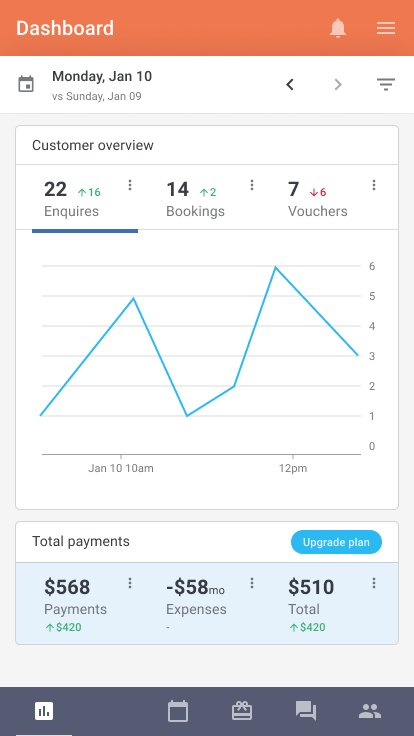 Dashboard
Monday, Jan 10
vs Sunday, Jan 09
Customer overview
22 ↑16 14 ↑2 7 ↓6
Enquires Bookings Vouchers
6
5
4
3
2
1
0
Jan 10 10am 12pm
Total payments Upgrade plan
$568 -$58mo $510
Payments Expenses Total
↑$420 - ↑$420